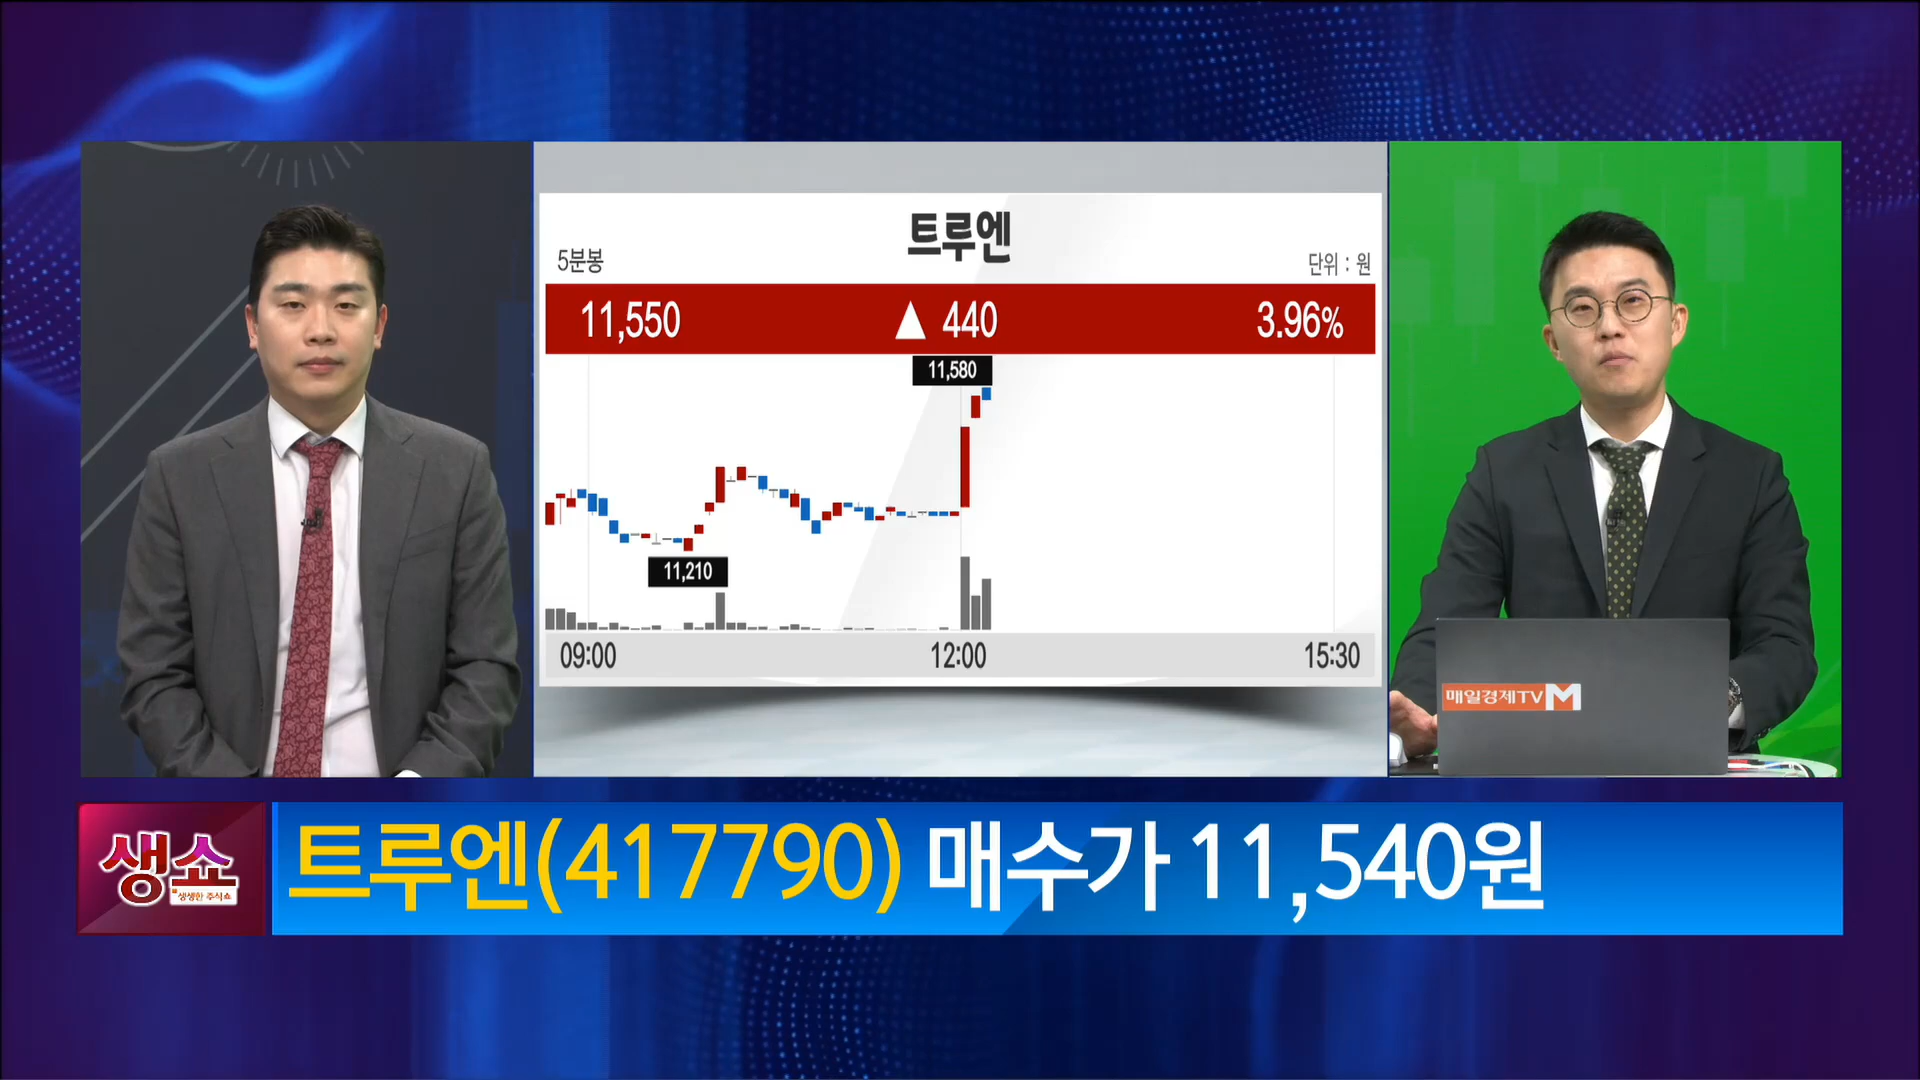 트루엔
5분봉
단위 : 원
11,550 ▲ 440 3.96%
11,580
11,210
09:00 12:00 15:30
매일경제TV M
생쇼
생생한 주식쇼
트루엔(417790) 매수가 11,540원